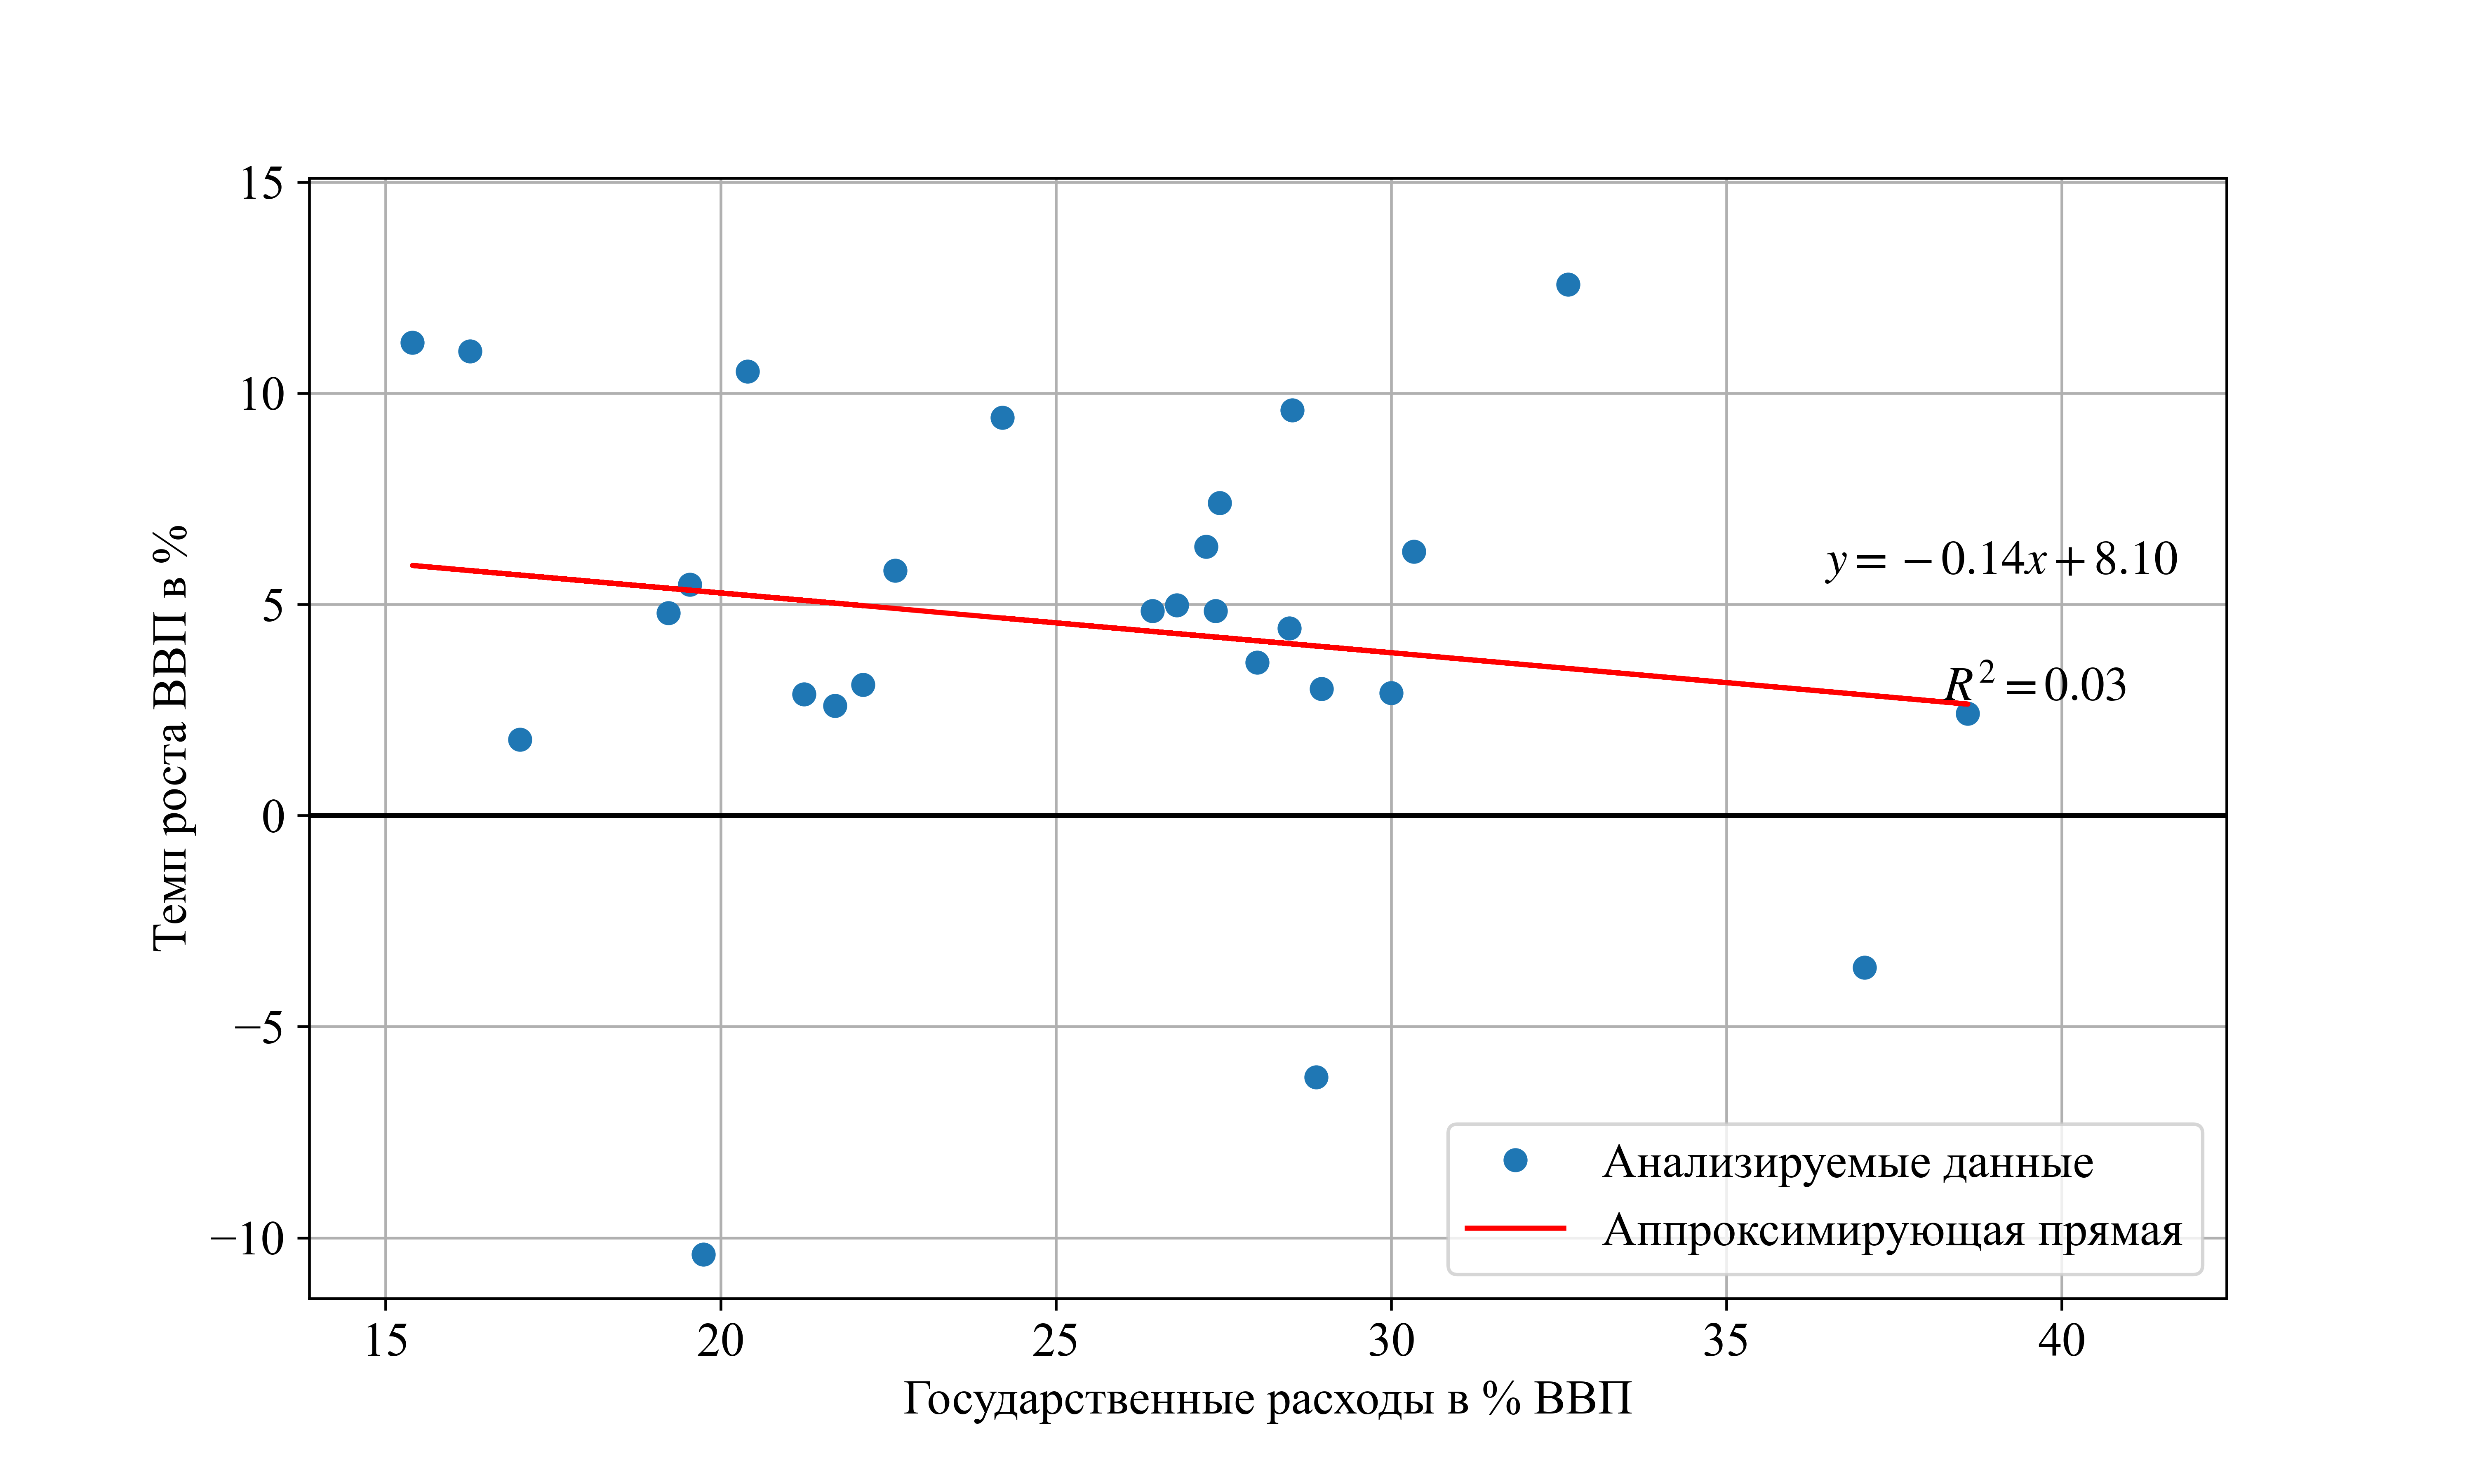 15
10
5
0
−5
−10
Темп роста ВВП в %
y = −0.14x + 8.10
R² = 0.03
Анализируемые данные
Аппроксимирующая прямая
15 20 25 30 35 40
Государственные расходы в % ВВП